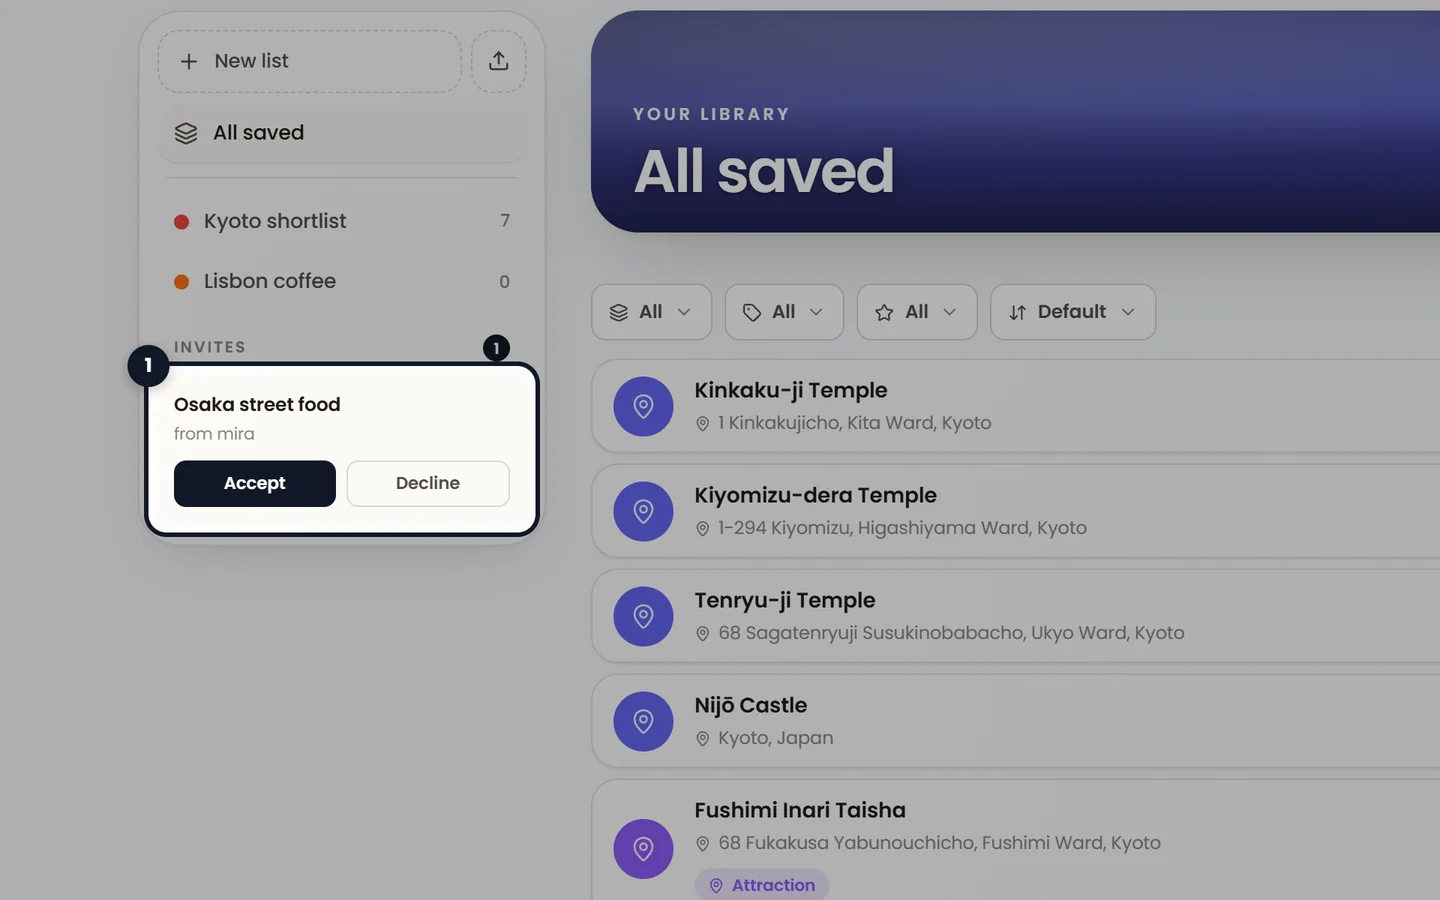 New list
All saved
Kyoto shortlist 7
Lisbon coffee 0
INVITES 1
1
Osaka street food
from mira
Accept Decline
YOUR LIBRARY
All saved
All All All Default
Kinkaku-ji Temple
1 Kinkakujicho, Kita Ward, Kyoto
Kiyomizu-dera Temple
1-294 Kiyomizu, Higashiyama Ward, Kyoto
Tenryu-ji Temple
68 Sagatenryuji Susukinobabacho, Ukyo Ward, Kyoto
Nijō Castle
Kyoto, Japan
Fushimi Inari Taisha
68 Fukakusa Yabunouchicho, Fushimi Ward, Kyoto
Attraction